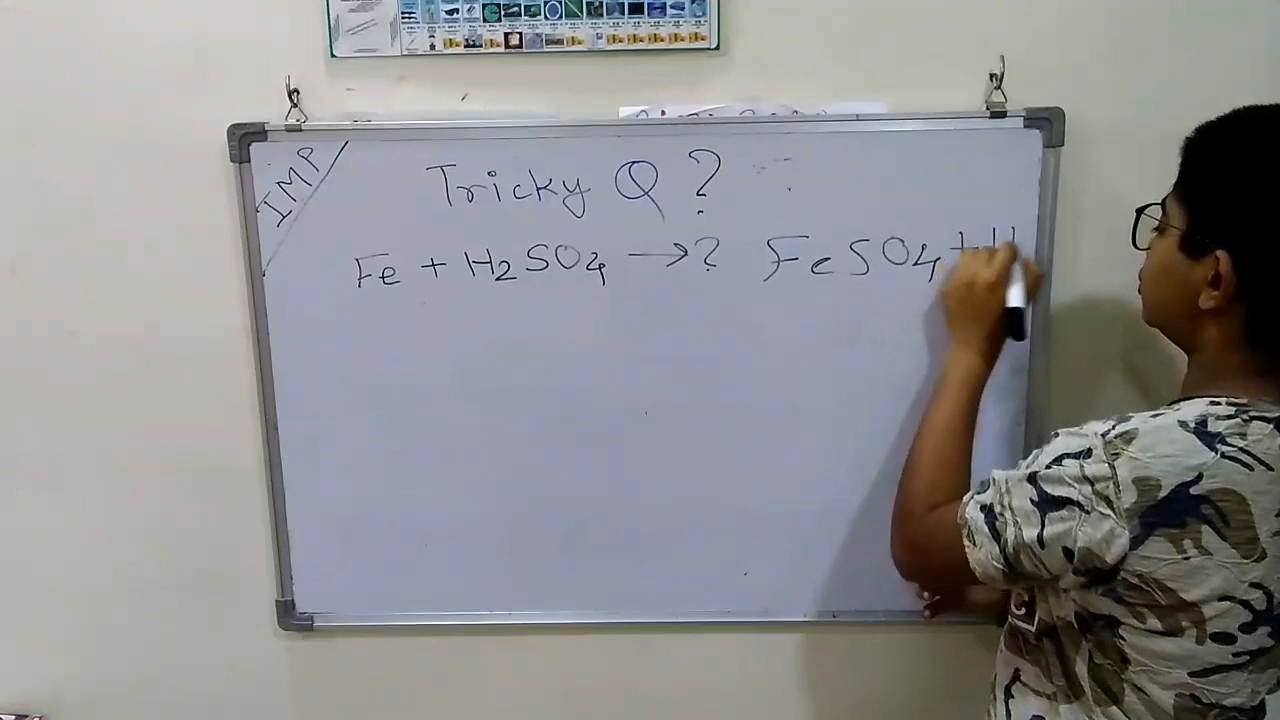 IMP
Tricky Q ?
Fe + H2SO4 → ? FeSO4 + H